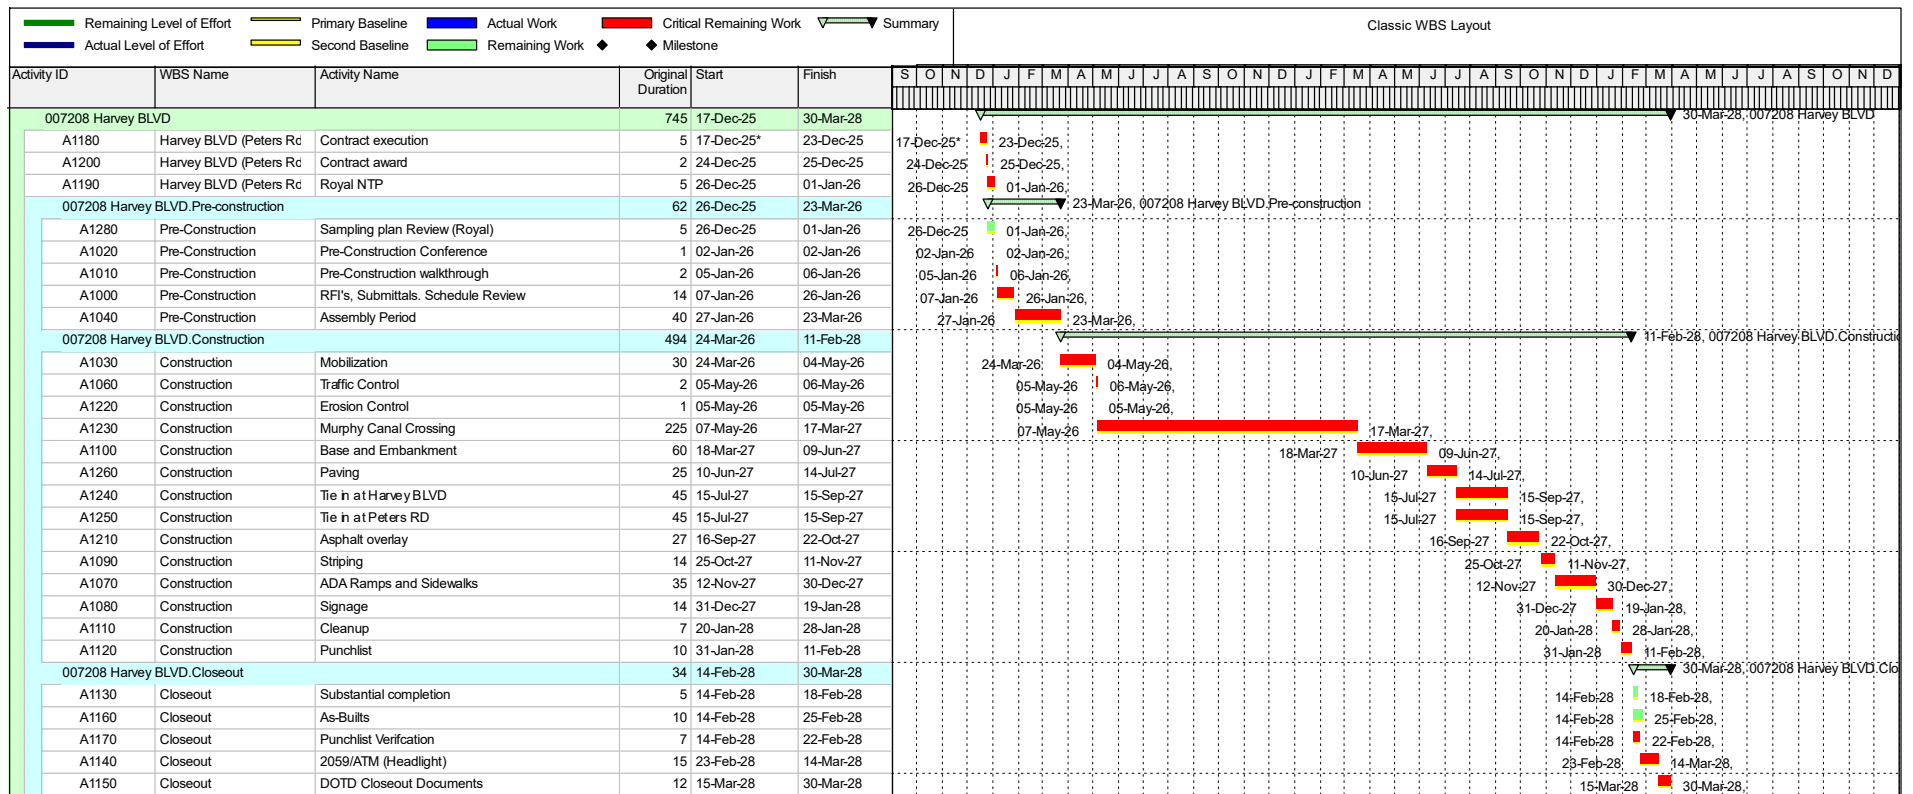 Remaining Level of Effort Primary Baseline Actual Work Critical Remaining Work Summary
Actual Level of Effort Second Baseline Remaining Work Milestone
Classic WBS Layout
Activity ID WBS Name Activity Name Original Duration Start Finish S O N D J F M A M J J A S O N D J F M A M J J A S O N D J F M A M J J A S O N D
007208 Harvey BLVD 745 17-Dec-25 30-Mar-28 30-Mar-28, 007208 Harvey BLVD
A1180 Harvey BLVD (Peters Rd Contract execution 5 17-Dec-25* 23-Dec-25 17-Dec-25* 23-Dec-25,
A1200 Harvey BLVD (Peters Rd Contract award 2 24-Dec-25 25-Dec-25 24-Dec-25 25-Dec-25,
A1190 Harvey BLVD (Peters Rd Royal NTP 5 26-Dec-25 01-Jan-26 26-Dec-25 01-Jan-26,
007208 Harvey BLVD.Pre-construction 62 26-Dec-25 23-Mar-26 23-Mar-26, 007208 Harvey BLVD.Pre-construction
A1280 Pre-Construction Sampling plan Review (Royal) 5 26-Dec-25 01-Jan-26 26-Dec-25 01-Jan-26,
A1020 Pre-Construction Pre-Construction Conference 1 02-Jan-26 02-Jan-26 02-Jan-26 02-Jan-26,
A1010 Pre-Construction Pre-Construction walkthrough 2 05-Jan-26 06-Jan-26 05-Jan-26 06-Jan-26,
A1000 Pre-Construction RFI's, Submittals. Schedule Review 14 07-Jan-26 26-Jan-26 07-Jan-26 26-Jan-26,
A1040 Pre-Construction Assembly Period 40 27-Jan-26 23-Mar-26 27-Jan-26 23-Mar-26,
007208 Harvey BLVD.Construction 494 24-Mar-26 11-Feb-28 11-Feb-28, 007208 Harvey BLVD.Constructio
A1030 Construction Mobilization 30 24-Mar-26 04-May-26 24-Mar-26 04-May-26,
A1060 Construction Traffic Control 2 05-May-26 06-May-26 05-May-26 06-May-26,
A1220 Construction Erosion Control 1 05-May-26 05-May-26 05-May-26 05-May-26,
A1230 Construction Murphy Canal Crossing 225 07-May-26 17-Mar-27 07-May-26 17-Mar-27,
A1100 Construction Base and Embankment 60 18-Mar-27 09-Jun-27 18-Mar-27 09-Jun-27,
A1260 Construction Paving 25 10-Jun-27 14-Jul-27 10-Jun-27 14-Jul-27,
A1240 Construction Tie in at Harvey BLVD 45 15-Jul-27 15-Sep-27 15-Jul-27 15-Sep-27,
A1250 Construction Tie in at Peters RD 45 15-Jul-27 15-Sep-27 15-Jul-27 15-Sep-27,
A1210 Construction Asphalt overlay 27 16-Sep-27 22-Oct-27 16-Sep-27 22-Oct-27,
A1090 Construction Striping 14 25-Oct-27 11-Nov-27 25-Oct-27 11-Nov-27,
A1070 Construction ADA Ramps and Sidewalks 35 12-Nov-27 30-Dec-27 12-Nov-27 30-Dec-27,
A1080 Construction Signage 14 31-Dec-27 19-Jan-28 31-Dec-27 19-Jan-28,
A1110 Construction Cleanup 7 20-Jan-28 28-Jan-28 20-Jan-28 28-Jan-28,
A1120 Construction Punchlist 10 31-Jan-28 11-Feb-28 31-Jan-28 11-Feb-28,
007208 Harvey BLVD.Closeout 34 14-Feb-28 30-Mar-28 30-Mar-28, 007208 Harvey BLVD.Clo
A1130 Closeout Substantial completion 5 14-Feb-28 18-Feb-28 14-Feb-28 18-Feb-28,
A1160 Closeout As-Builts 10 14-Feb-28 25-Feb-28 14-Feb-28 25-Feb-28,
A1170 Closeout Punchlist Verifcation 7 14-Feb-28 22-Feb-28 14-Feb-28 22-Feb-28,
A1140 Closeout 2059/ATM (Headlight) 15 23-Feb-28 14-Mar-28 23-Feb-28 14-Mar-28,
A1150 Closeout DOTD Closeout Documents 12 15-Mar-28 30-Mar-28 15-Mar-28 30-Mar-28,